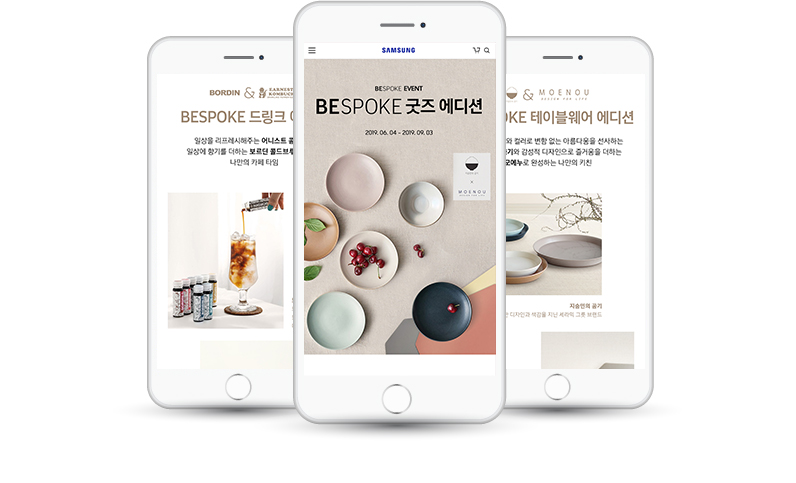 BORDIN & EARNEST KOMBUCHA
BESPOKE 드링크 에
일상을 리프레시해주는 어니스트 콤
일상에 향기를 더하는 보르딘 콜드브루
나만의 카페 타임
SAMSUNG
BESPOKE EVENT
BESPOKE 굿즈 에디션
2019. 06. 04 - 2019. 09. 03
×
MOENOU
DESIGN FOR LIFE
& MOENOU
DESIGN FOR LIFE
OKE 테이블웨어 에디션
와 컬러로 변함 없는 아름다움을 선사하는
기와 감성적 디자인으로 즐거움을 더하는
모에누로 완성하는 나만의 키친
지승민의 공기
한 디자인과 색감을 지닌 세라믹 그릇 브랜드